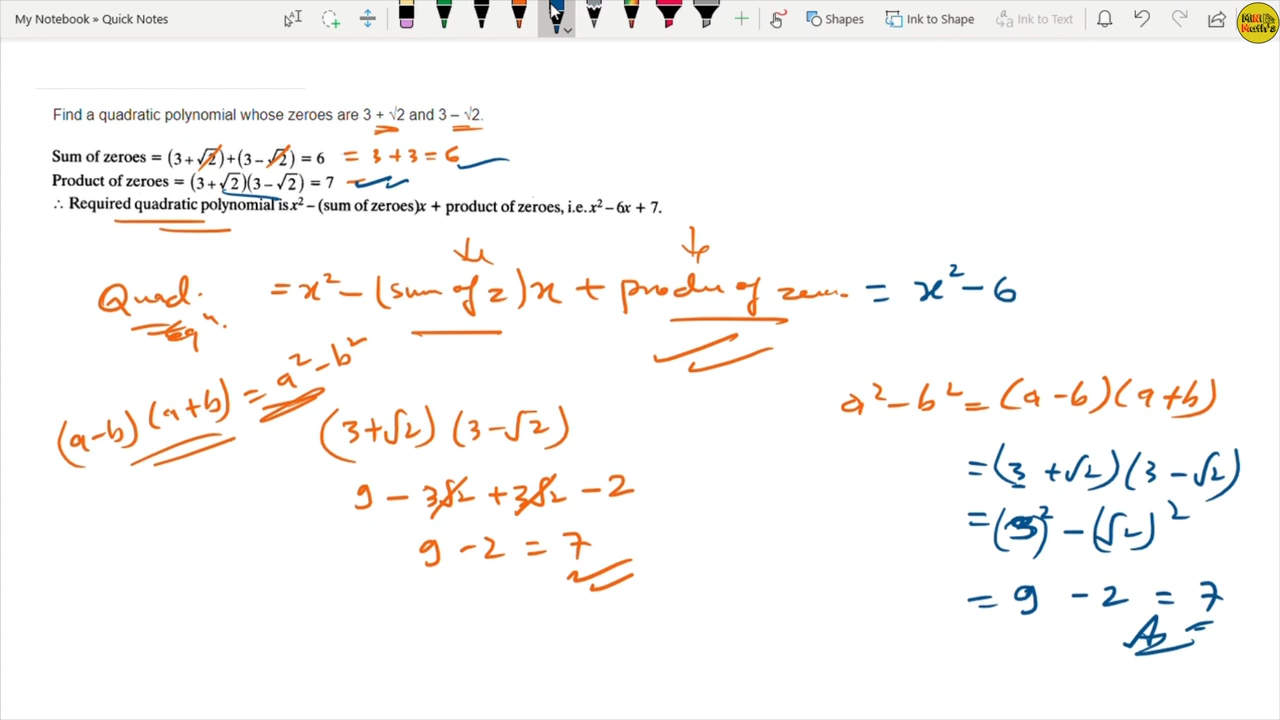 My Notebook » Quick Notes
Shapes
Ink to Shape
Ink to Text
MINI Math's
Find a quadratic polynomial whose zeroes are 3 + √2 and 3 – √2.
Sum of zeroes = (3+√2)+(3–√2) = 6 = 3 + 3 = 6
Product of zeroes = (3+√2)(3–√2) = 7
∴ Required quadratic polynomial is x² – (sum of zeroes)x + product of zeroes, i.e. x² – 6x + 7.
Quad. = x² – (sum of z)x + produ of zero. = x² – 6
eqⁿ.
(a-b)(a+b) = a² – b²
(3+√2)(3-√2)
9 – 3√2 + 3√2 – 2
9 – 2 = 7
a² – b² = (a-b)(a+b)
= (3 + √2)(3 – √2)
= (3)² – (√2)²
= 9 – 2 = 7